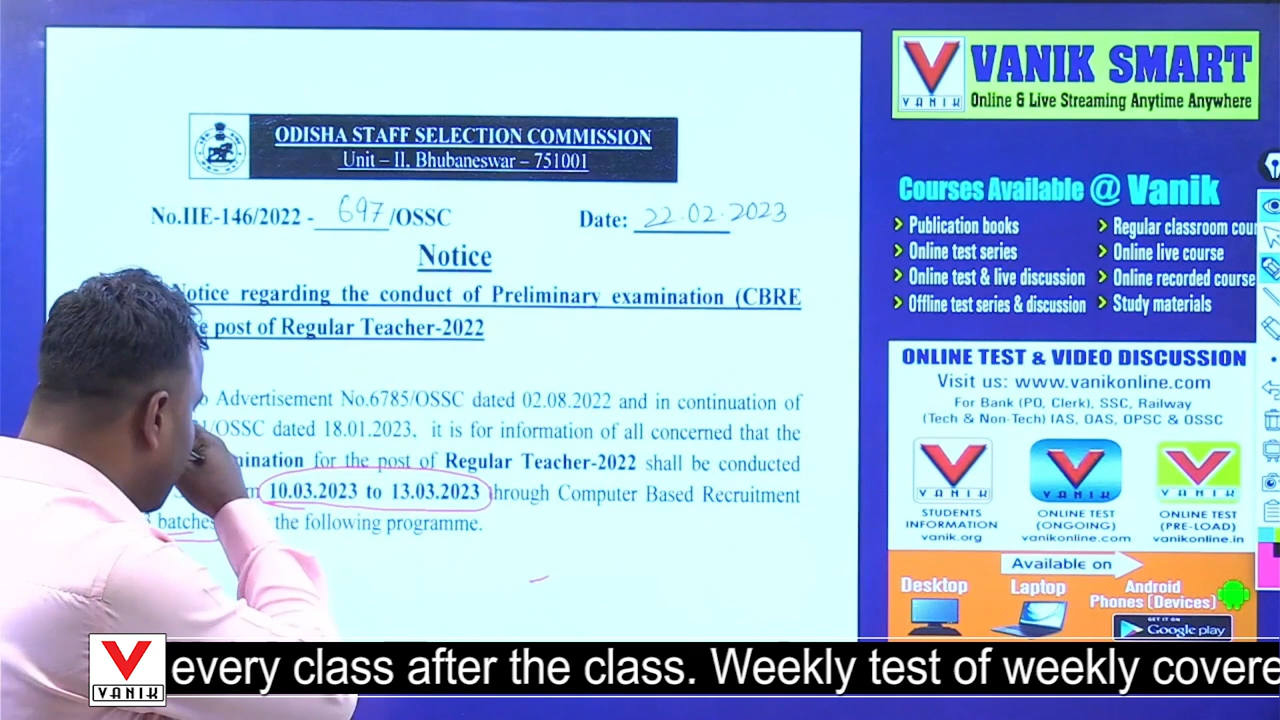 ODISHA STAFF SELECTION COMMISSION
Unit – II, Bhubaneswar – 751001
No.IIE-146/2022 - 697 /OSSC Date: 22.02.2023
Notice
Notice regarding the conduct of Preliminary examination (CBRE
post of Regular Teacher-2022
Advertisement No.6785/OSSC dated 02.08.2022 and in continuation of
/OSSC dated 18.01.2023, it is for information of all concerned that the
for the post of Regular Teacher-2022 shall be conducted
10.03.2023 to 13.03.2023 through Computer Based Recruitment
batches the following programme.
VANIK
VANIK SMART
Online & Live Streaming Anytime Anywhere
Courses Available @ Vanik
Publication books
Online test series
Online test & live discussion
Offline test series & discussion
Regular classroom cour
Online live course
Online recorded course
Study materials
ONLINE TEST & VIDEO DISCUSSION
Visit us: www.vanikonline.com
For Bank (PO, Clerk), SSC, Railway
(Tech & Non-Tech) IAS, OAS, OPSC & OSSC
VANIK
STUDENTS
INFORMATION
vanik.org
VANIK
ONLINE TEST
(ONGOING)
vanikonline.com
VANIK
ONLINE TEST
(PRE-LOAD)
vanikonline.in
Available on
Desktop
Laptop
Android
Phones (Devices)
GET IT ON
Google play
VANIK
every class after the class. Weekly test of weekly covere